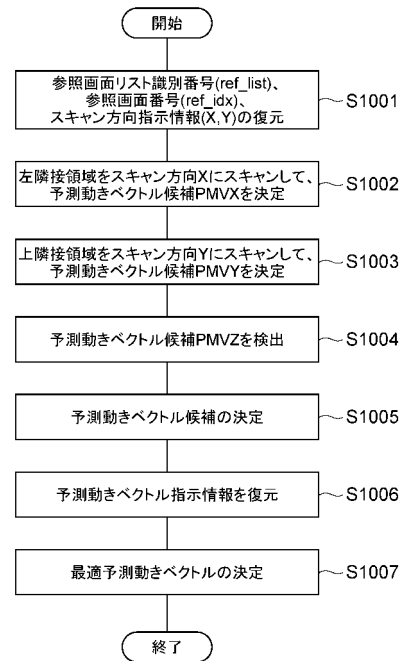 開始
参照画面リスト識別番号(ref_list)、
参照画面番号(ref_idx)、
スキャン方向指示情報(X,Y)の復元
S1001
左隣接領域をスキャン方向Xにスキャンして、
予測動きベクトル候補PMVXを決定
S1002
上隣接領域をスキャン方向Yにスキャンして、
予測動きベクトル候補PMVYを決定
S1003
予測動きベクトル候補PMVZを検出
S1004
予測動きベクトル候補の決定
S1005
予測動きベクトル指示情報を復元
S1006
最適予測動きベクトルの決定
S1007
終了